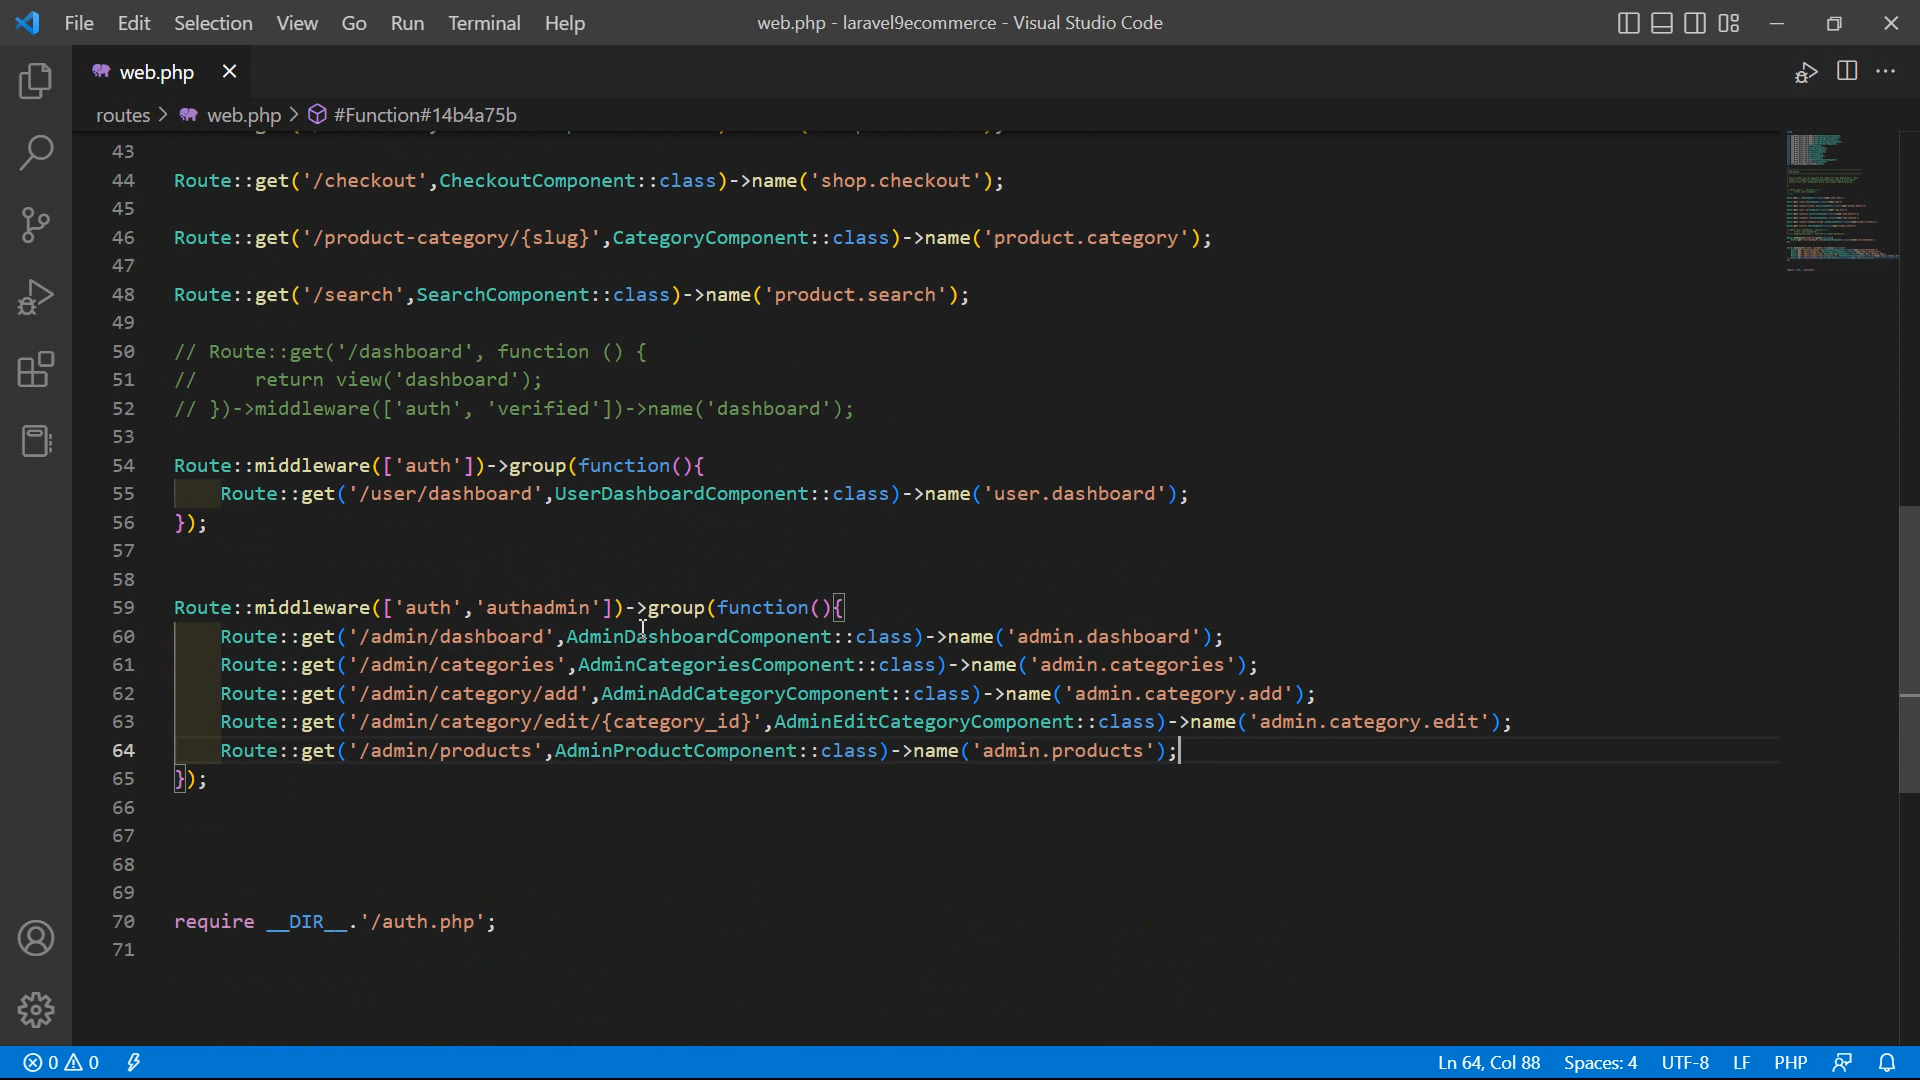 File Edit Selection View Go Run Terminal Help web.php - laravel9ecommerce - Visual Studio Code
web.php
routes > web.php > #Function#14b4a75b
43
44 Route::get('/checkout',CheckoutComponent::class)->name('shop.checkout');
45
46 Route::get('/product-category/{slug}',CategoryComponent::class)->name('product.category');
47
48 Route::get('/search',SearchComponent::class)->name('product.search');
49
50 // Route::get('/dashboard', function () {
51 //     return view('dashboard');
52 // })->middleware(['auth', 'verified'])->name('dashboard');
53
54 Route::middleware(['auth'])->group(function(){
55     Route::get('/user/dashboard',UserDashboardComponent::class)->name('user.dashboard');
56 });
57
58
59 Route::middleware(['auth','authadmin'])->group(function(){
60     Route::get('/admin/dashboard',AdminDashboardComponent::class)->name('admin.dashboard');
61     Route::get('/admin/categories',AdminCategoriesComponent::class)->name('admin.categories');
62     Route::get('/admin/category/add',AdminAddCategoryComponent::class)->name('admin.category.add');
63     Route::get('/admin/category/edit/{category_id}',AdminEditCategoryComponent::class)->name('admin.category.edit');
64     Route::get('/admin/products',AdminProductComponent::class)->name('admin.products');
65 });
66
67
68
69
70 require __DIR__.'/auth.php';
71
0 0 Ln 64, Col 88 Spaces: 4 UTF-8 LF PHP